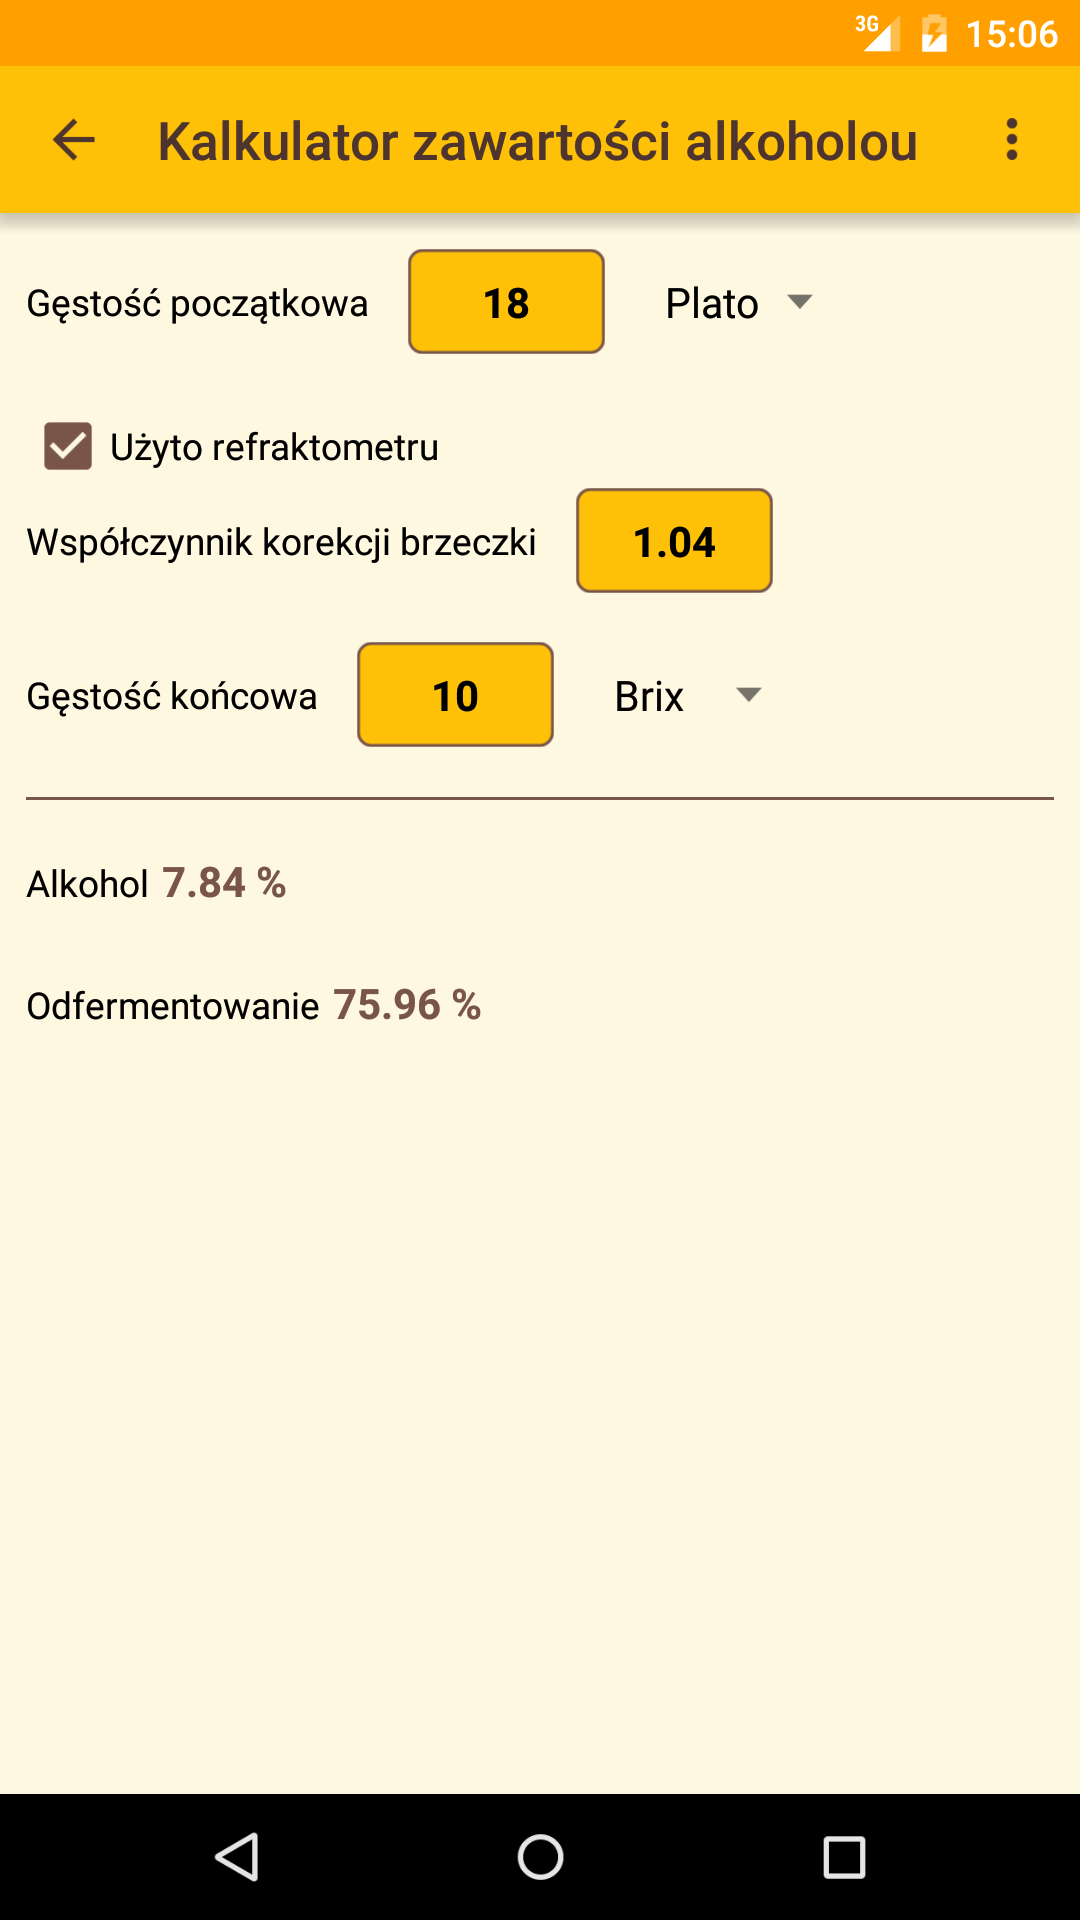 3G 15:06
Kalkulator zawartości alkoholou
Gęstość początkowa 18 Plato
Użyto refraktometru
Współczynnik korekcji brzeczki 1.04
Gęstość końcowa 10 Brix
Alkohol 7.84 %
Odfermentowanie 75.96 %